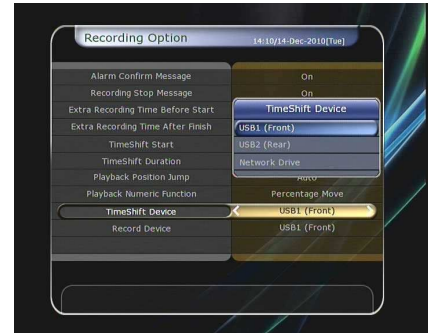 Recording Option 14:10/14-Dec-2010[Tue]
Alarm Confirm Message On
Recording Stop Message On
Extra Recording Time Before Start
Extra Recording Time After Finish
TimeShift Start
TimeShift Duration
Playback Position Jump Auto
Playback Numeric Function Percentage Move
TimeShift Device USB1 (Front)
Record Device USB1 (Front)
TimeShift Device
USB1 (Front)
USB2 (Rear)
Network Drive